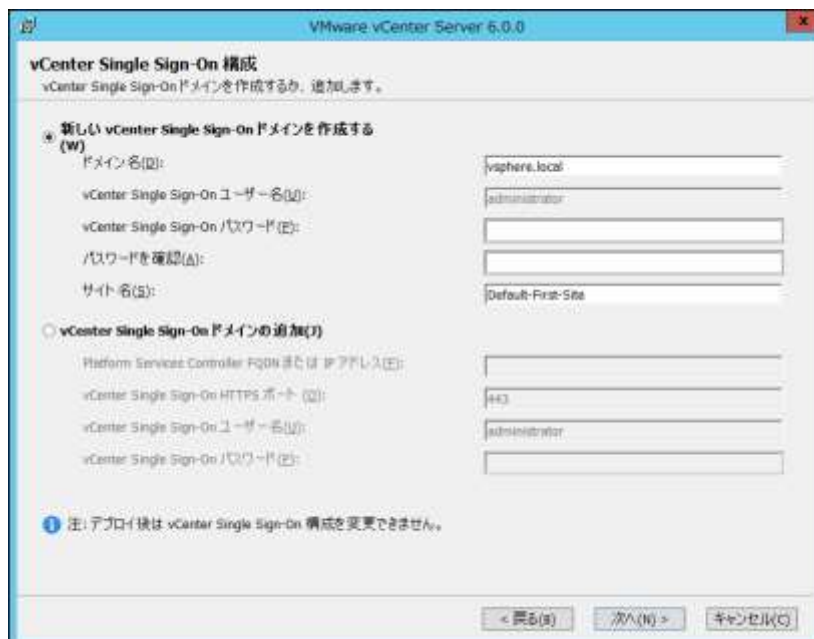 VMware vCenter Server 6.0.0
vCenter Single Sign-On 構成
vCenter Single Sign-Onドメインを作成するか、追加します。
新しい vCenter Single Sign-Onドメインを作成する
(W)
ドメイン名(D): vsphere.local
vCenter Single Sign-On ユーザー名(U): administrator
vCenter Single Sign-On パスワード(P):
パスワードを確認(A):
サイト名(S): Default-First-Site
vCenter Single Sign-Onドメインの追加(J)
Platform Services Controller FQDN または IP アドレス(F):
vCenter Single Sign-On HTTPS ポート (O): 443
vCenter Single Sign-On ユーザー名(U): administrator
vCenter Single Sign-On パスワード(P):
注: デプロイ後は vCenter Single Sign-On 構成を変更できません。
< 戻る(B) 次へ(N) > キャンセル(C)